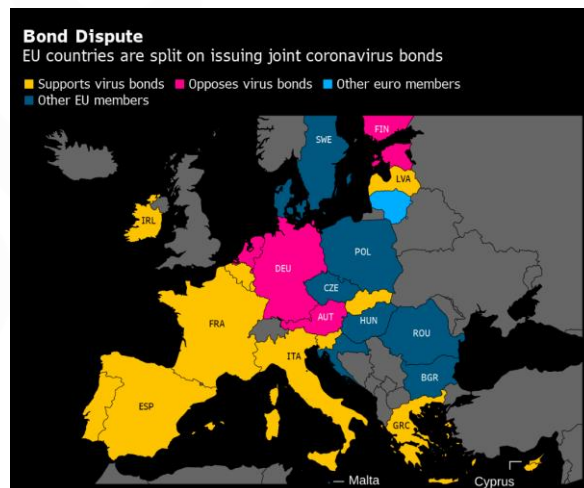 Bond Dispute
EU countries are split on issuing joint coronavirus bonds
Supports virus bonds Opposes virus bonds Other euro members
Other EU members
FIN
SWE
LVA
IRL
POL
DEU
CZE
AUT
HUN
FRA
ROU
ITA
BGR
ESP
GRC
Malta
Cyprus